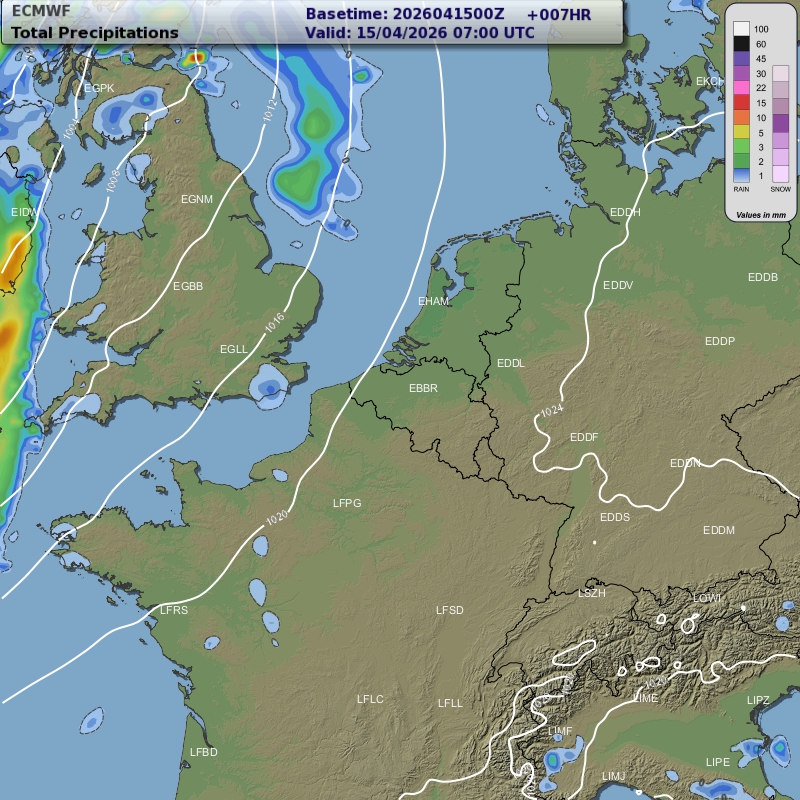 ECMWF
Basetime: 2026041500Z +007HR
Total Precipitations
Valid: 15/04/2026 07:00 UTC
100
60
45
30
22
15
10
5
3
2
1
RAIN
SNOW
Values in mm
EGPK
EKCH
1012
1004
1008
EGNM
EIDW
EDDH
EGBB
EDDV
EDDB
EHAM
1016
EGLL
EDDP
EDDL
EBBR
1024
EDDF
EDDN
LFPG
1020
EDDS
EDDM
LSZH
LOWI
LFRS
LFSD
1020
LFLC
LFLL
LIME
LIPZ
LIMF
LFBD
LIPE
LIMJ